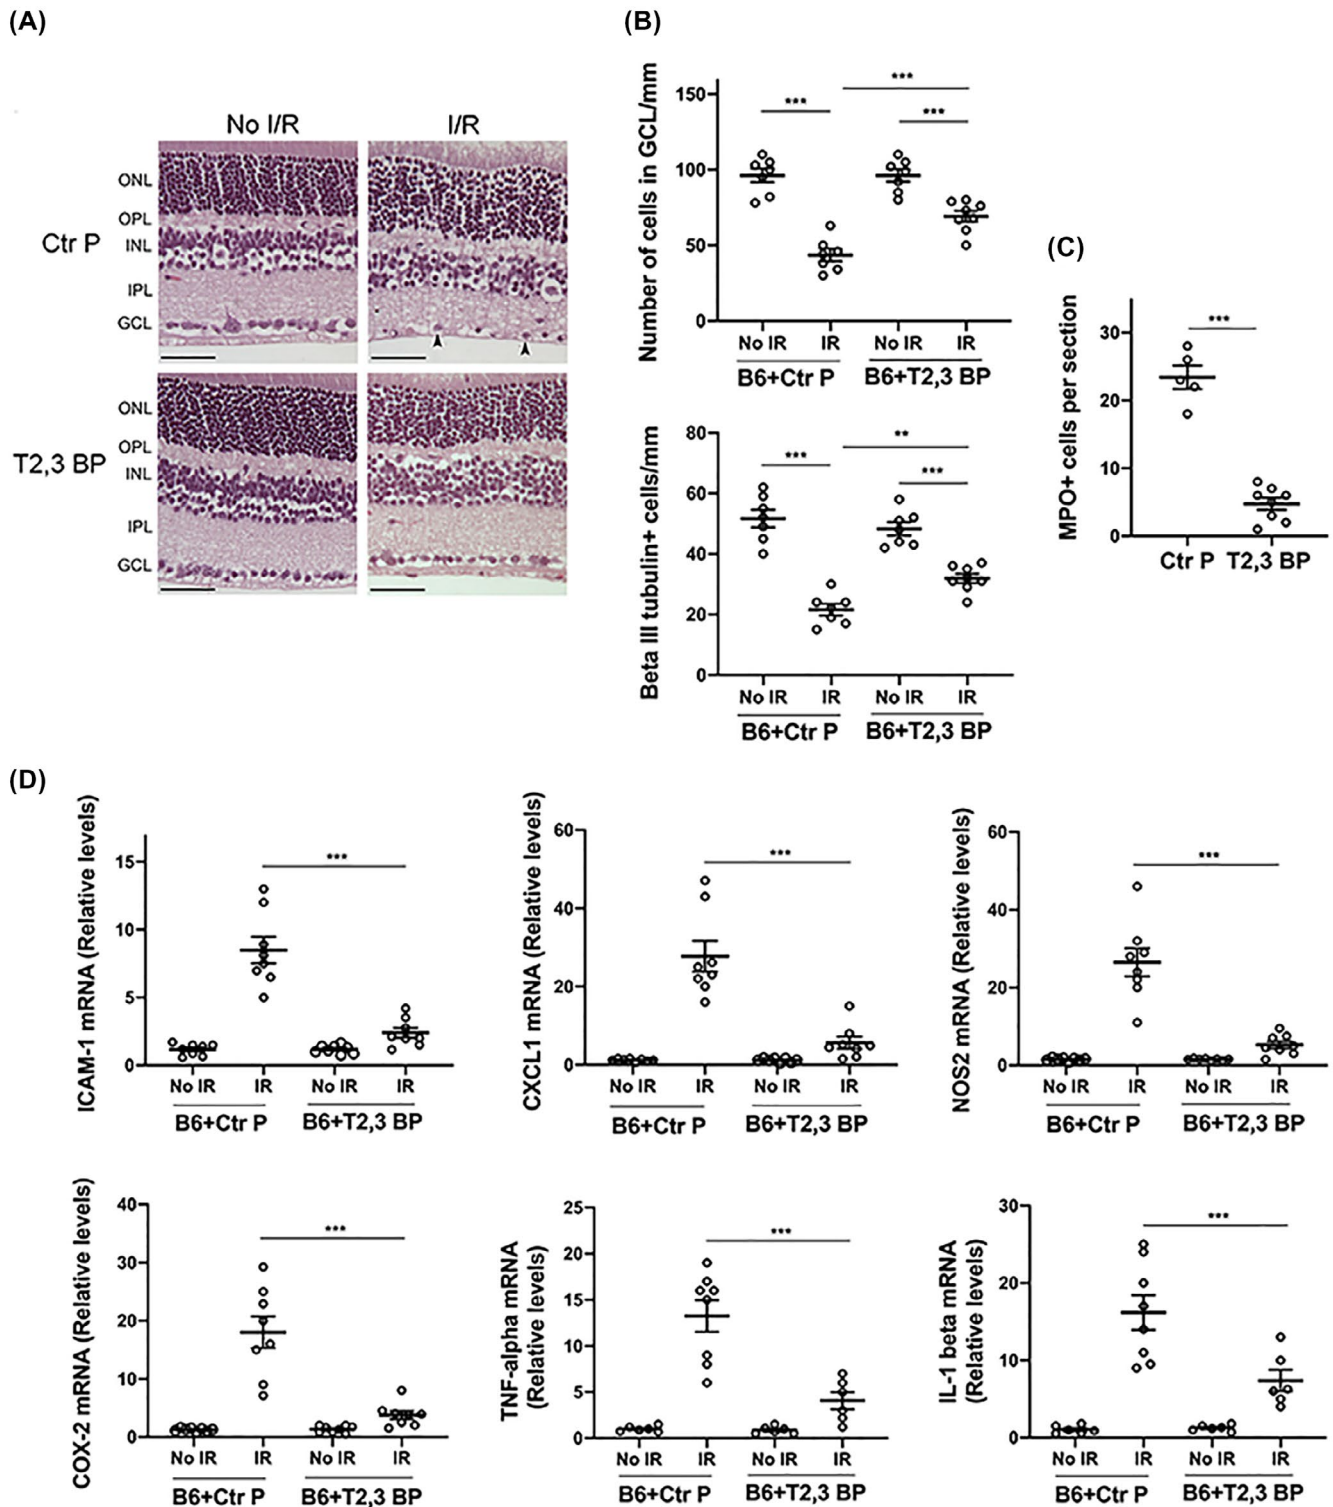 (A)
No I/R
I/R
Ctr P
ONL
OPL
INL
IPL
GCL
T2,3 BP
ONL
OPL
INL
IPL
GCL
(B)
Number of cells in GCL/mm
150
100
50
0
***
***
***
No IR
IR
No IR
IR
B6+Ctr P
B6+T2,3 BP
Beta III tubulin+ cells/mm
80
60
40
20
0
***
**
***
No IR
IR
No IR
IR
B6+Ctr P
B6+T2,3 BP
(C)
MPO+ cells per section
30
20
10
0
***
Ctr P
T2,3 BP
(D)
ICAM-1 mRNA (Relative levels)
15
10
5
0
***
No IR
IR
No IR
IR
B6+Ctr P
B6+T2,3 BP
CXCL1 mRNA (Relative levels)
60
40
20
0
***
No IR
IR
No IR
IR
B6+Ctr P
B6+T2,3 BP
NOS2 mRNA (Relative levels)
60
40
20
0
***
No IR
IR
No IR
IR
B6+Ctr P
B6+T2,3 BP
COX-2 mRNA (Relative levels)
40
30
20
10
0
***
No IR
IR
No IR
IR
B6+Ctr P
B6+T2,3 BP
TNF-alpha mRNA
(Relative levels)
25
20
15
10
5
0
***
No IR
IR
No IR
IR
B6+Ctr P
B6+T2,3 BP
IL-1 beta mRNA
(Relative levels)
30
20
10
0
***
No IR
IR
No IR
IR
B6+Ctr P
B6+T2,3 BP